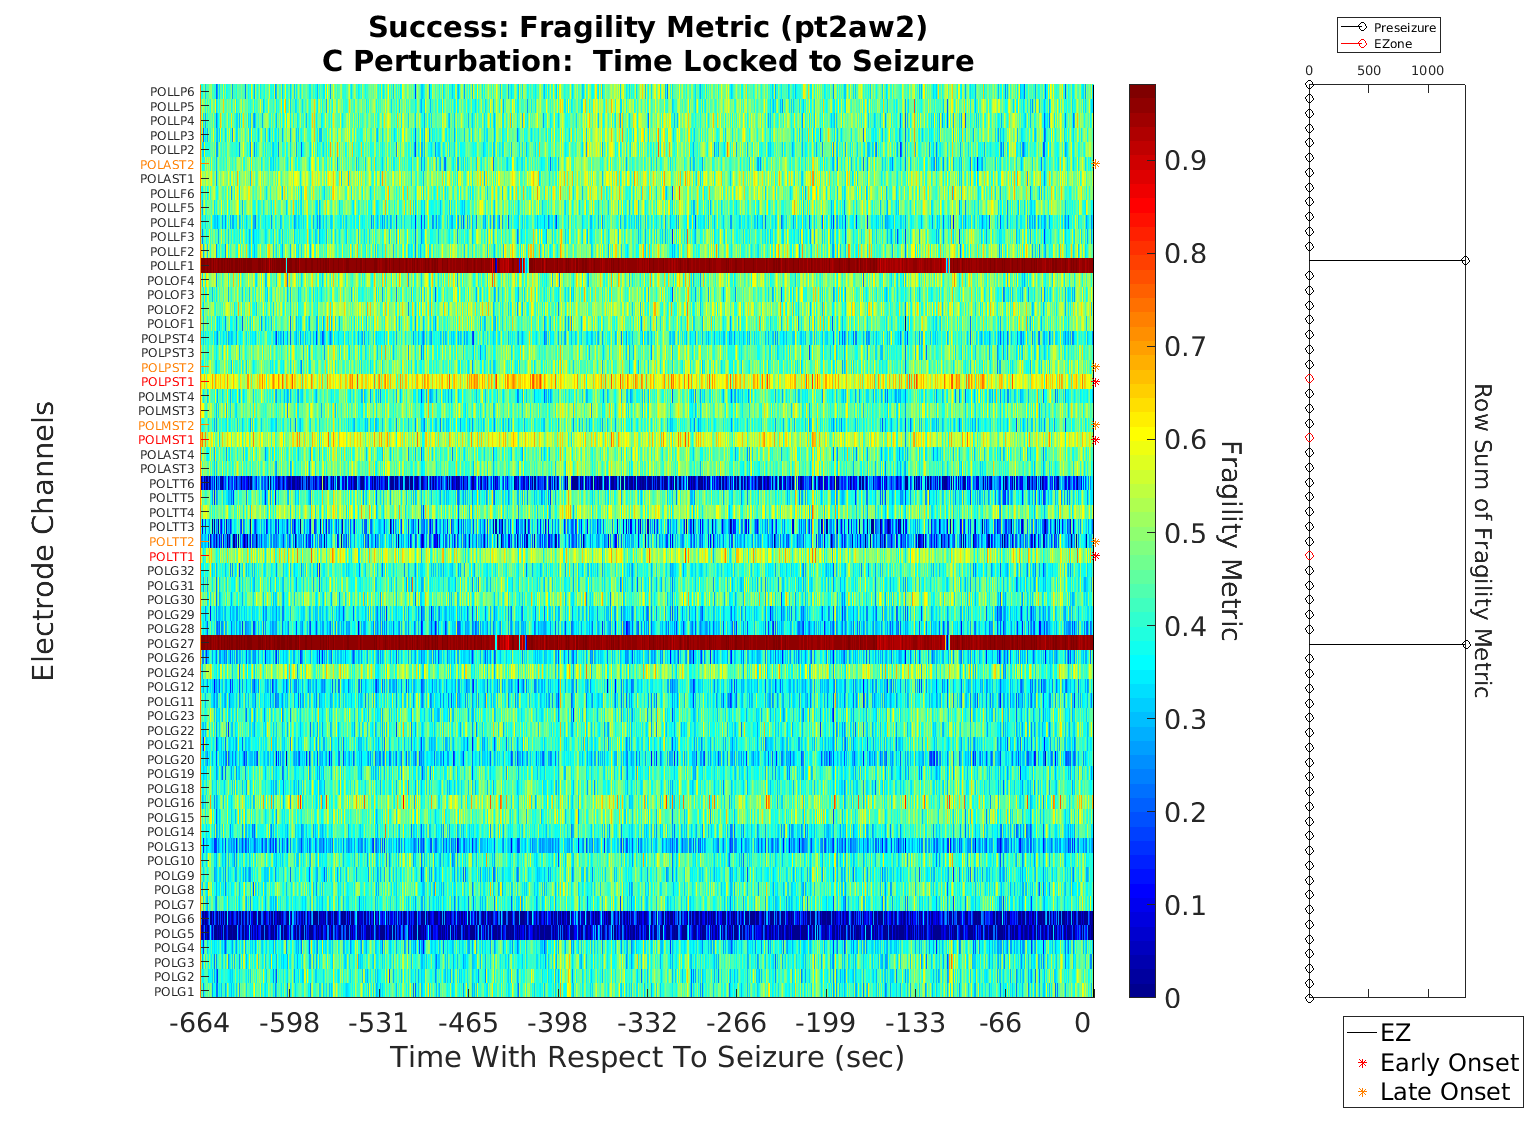 Success: Fragility Metric (pt2aw2)
C Perturbation:  Time Locked to Seizure
Electrode Channels
POLLP6
POLLP5
POLLP4
POLLP3
POLLP2
POLAST2
POLAST1
POLLF6
POLLF5
POLLF4
POLLF3
POLLF2
POLLF1
POLOF4
POLOF3
POLOF2
POLOF1
POLPST4
POLPST3
POLPST2
POLPST1
POLMST4
POLMST3
POLMST2
POLMST1
POLAST4
POLAST3
POLTT6
POLTT5
POLTT4
POLTT3
POLTT2
POLTT1
POLG32
POLG31
POLG30
POLG29
POLG28
POLG27
POLG26
POLG24
POLG12
POLG11
POLG23
POLG22
POLG21
POLG20
POLG19
POLG18
POLG16
POLG15
POLG14
POLG13
POLG10
POLG9
POLG8
POLG7
POLG6
POLG5
POLG4
POLG3
POLG2
POLG1
-664 -598 -531 -465 -398 -332 -266 -199 -133 -66 0
Time With Respect To Seizure (sec)
0.9
0.8
0.7
0.6
0.5
0.4
0.3
0.2
0.1
0
Fragility Metric
Preseizure
EZone
0 500 1000
Row Sum of Fragility Metric
EZ
Early Onset
Late Onset